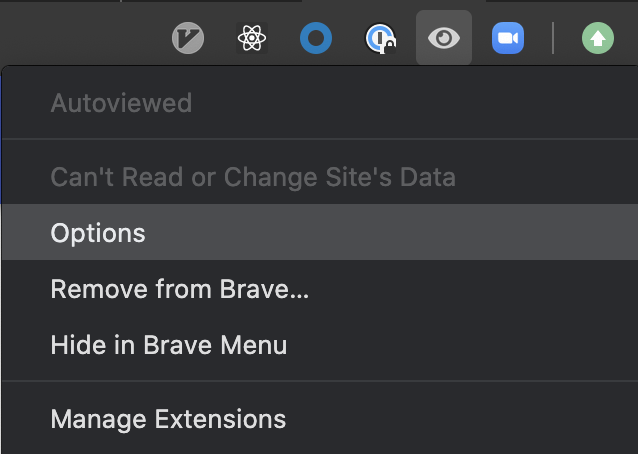 Autoviewed
Can't Read or Change Site's Data
Options
Remove from Brave...
Hide in Brave Menu
Manage Extensions